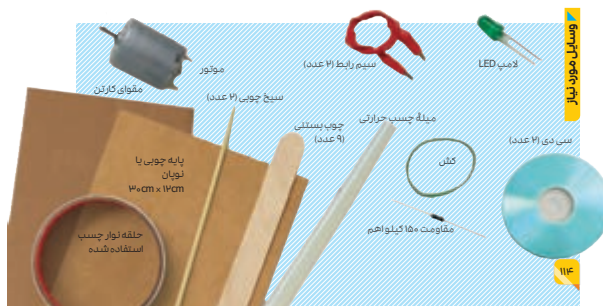 وسایل مورد نیاز
لامپ LED
سیم رابط (۲ عدد)
موتور
مقوای کارتن
سیخ چوبی (۲ عدد)
میلهٔ چسب حرارتی
چوب بستنی
(۹ عدد)
سی دی (۲ عدد)
کش
پایه چوبی یا
نوپان
۳۰cm x ۱۲cm
مقاومت ۱۵۰ کیلو اهم
حلقه نوار چسب
استفاده شده
۱۱۴